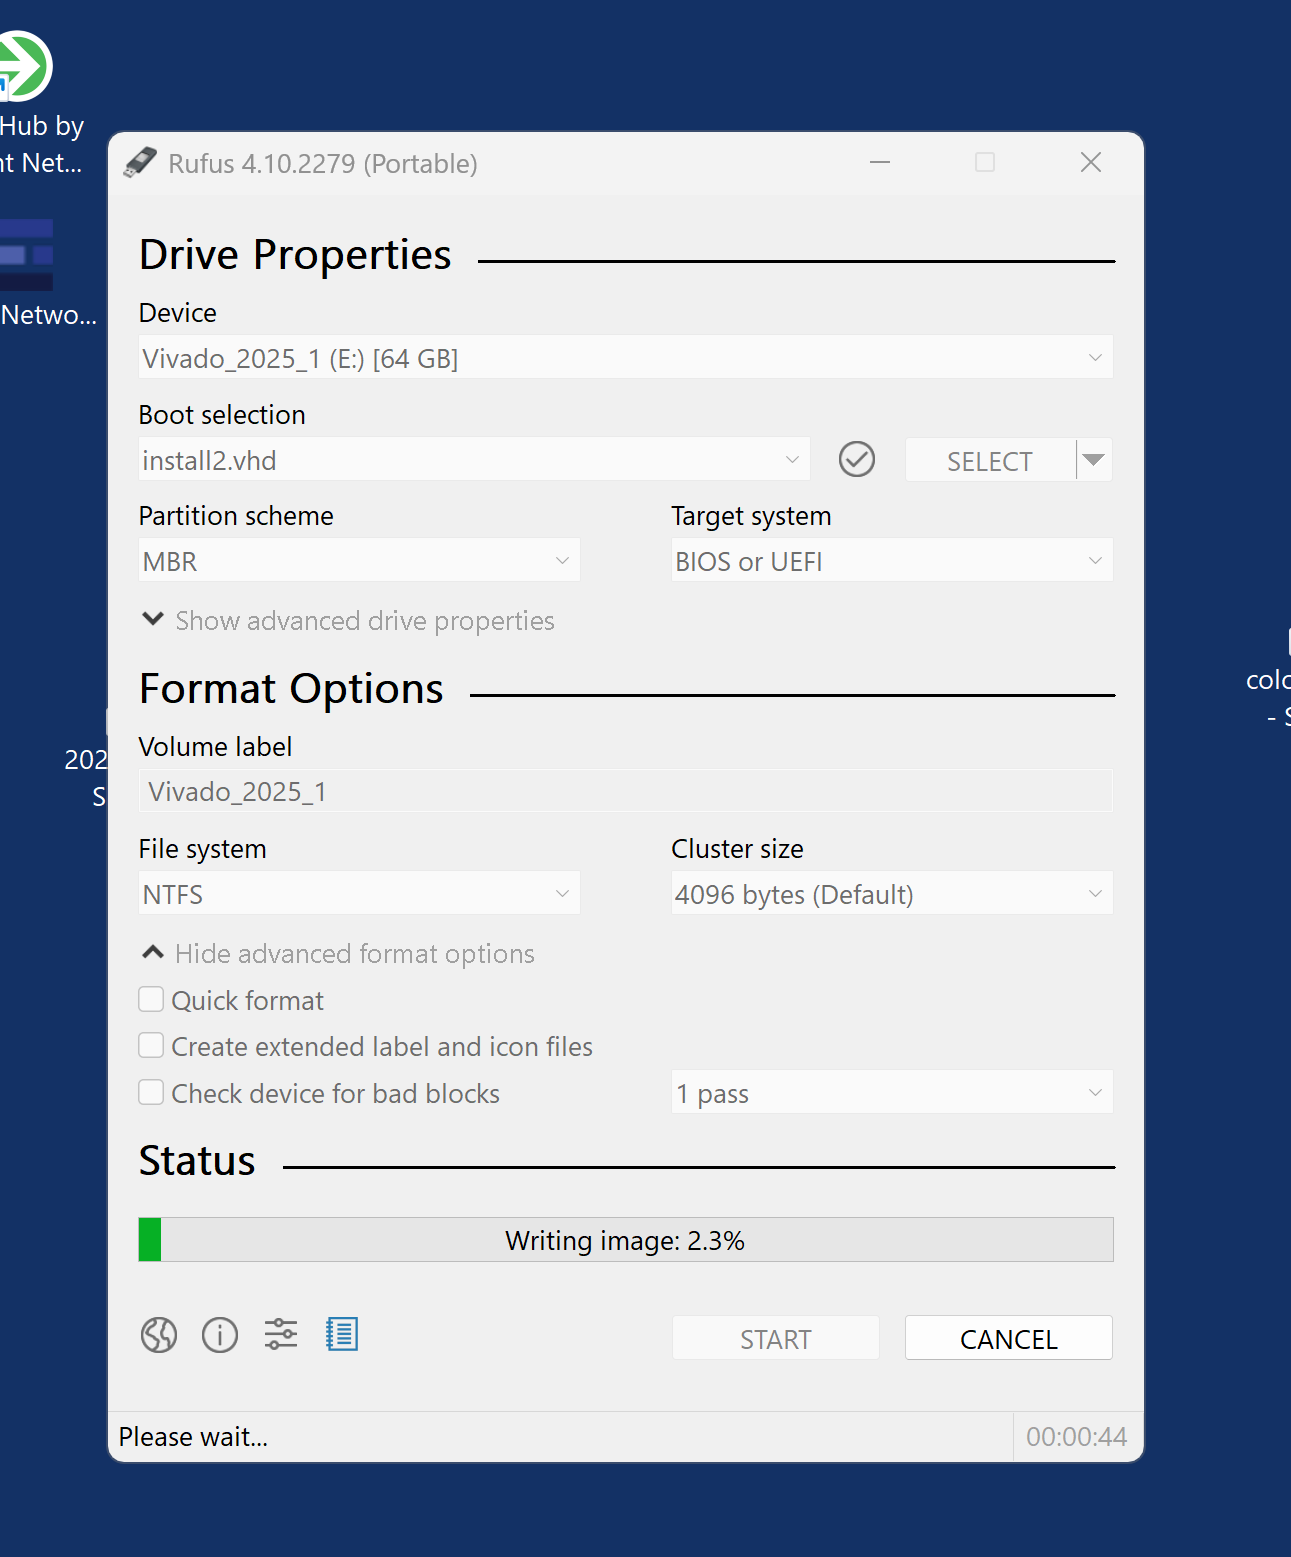 Hub by
nt Net...
Netwo...
Rufus 4.10.2279 (Portable)
Drive Properties
Device
Vivado_2025_1 (E:) [64 GB]
Boot selection
install2.vhd
SELECT
Partition scheme
Target system
MBR
BIOS or UEFI
Show advanced drive properties
Format Options
Volume label
Vivado_2025_1
File system
Cluster size
NTFS
4096 bytes (Default)
Hide advanced format options
Quick format
Create extended label and icon files
Check device for bad blocks
1 pass
Status
Writing image: 2.3%
START
CANCEL
Please wait...
00:00:44
202
S
colo
- S